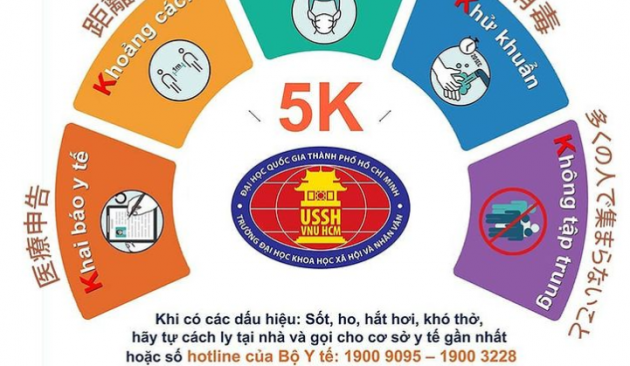 Khoảng các
Khử khuẩn
5K
Khai báo y tế
医療申告
Không tập trung
多くの人で集まらないこと
ĐẠI HỌC QUỐC GIA THÀNH PHỐ HỒ CHÍ MINH
USSH
VNU HCM
TRƯỜNG ĐẠI HỌC KHOA HỌC XÃ HỘI VÀ NHÂN VĂN
Khi có các dấu hiệu: Sốt, ho, hắt hơi, khó thở,
hãy tự cách ly tại nhà và gọi cho cơ sở y tế gần nhất
hoặc số hotline của Bộ Y tế: 1900 9095 – 1900 3228